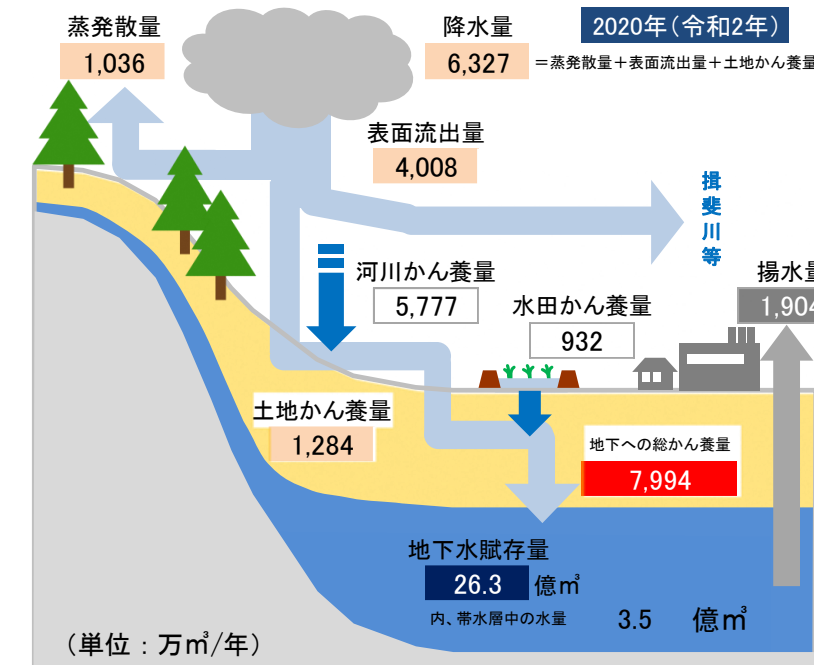 2020年(令和2年)
蒸発散量
1,036
降水量
6,327
＝蒸発散量＋表面流出量＋土地かん養量
表面流出量
4,008
揖斐川等
河川かん養量
5,777
水田かん養量
932
揚水量
1,904
土地かん養量
1,284
地下への総かん養量
7,994
地下水賦存量
26.3 億㎥
内、帯水層中の水量 3.5 億㎥
（単位：万㎥/年）